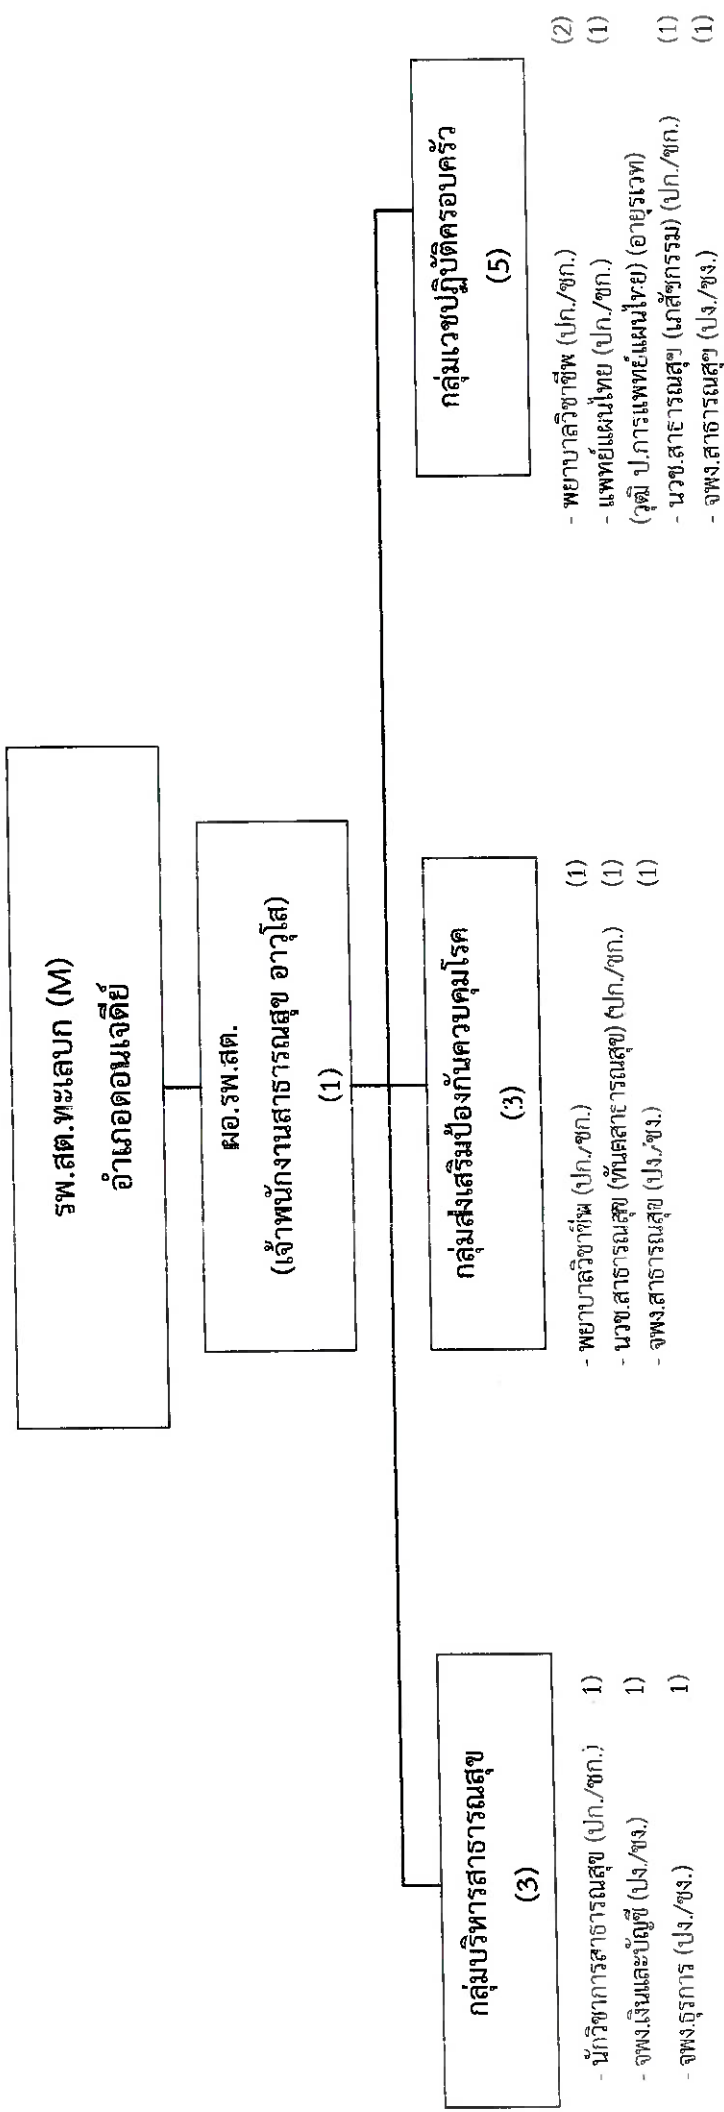 รพ.สต.ทะเลบก (M)
อำเภอดอนเจดีย์
ผอ.รพ.สต.
(เจ้าพนักงานสาธารณสุข อาวุโส)
(1)
กลุ่มบริหารสาธารณสุข
(3)
- นักวิชาการสาธารณสุข (ปก./ชก.) 1)
- จพง.เงินและบัญชี (ปง./ชง.) 1)
- จพง.ธุรการ (ปง./ชง.) 1)
กลุ่มส่งเสริมป้องกันควบคุมโรค
(3)
- พยาบาลวิชาชีพ (ปก./ชก.) (1)
- นวช.สาธารณสุข (ทันตสาธารณสุข) (ปก./ชก.) (1)
- จพง.สาธารณสุข (ปง./ชง.) (1)
กลุ่มเวชปฏิบัติครอบครัว
(5)
- พยาบาลวิชาชีพ (ปก./ชก.) (2)
- แพทย์แผนไทย (ปก./ชก.) (1)
(วุฒิ ป.การแพทย์แผนไทย) (อายุรเวท)
- นวช.สาธารณสุข (เภสัชกรรม) (ปก./ชก.) (1)
- จพง.สาธารณสุข (ปง./ชง.) (1)